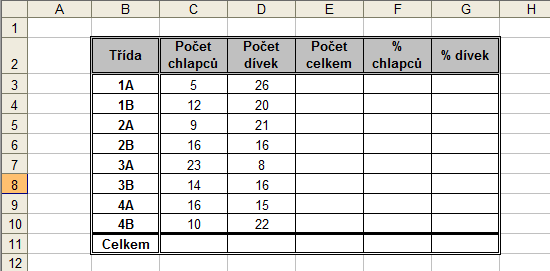 A B C D E F G H
1
2 Třída Počet chlapců Počet dívek Počet celkem % chlapců % dívek
3 1A 5 26
4 1B 12 20
5 2A 9 21
6 2B 16 16
7 3A 23 8
8 3B 14 16
9 4A 16 15
10 4B 10 22
11 Celkem
12